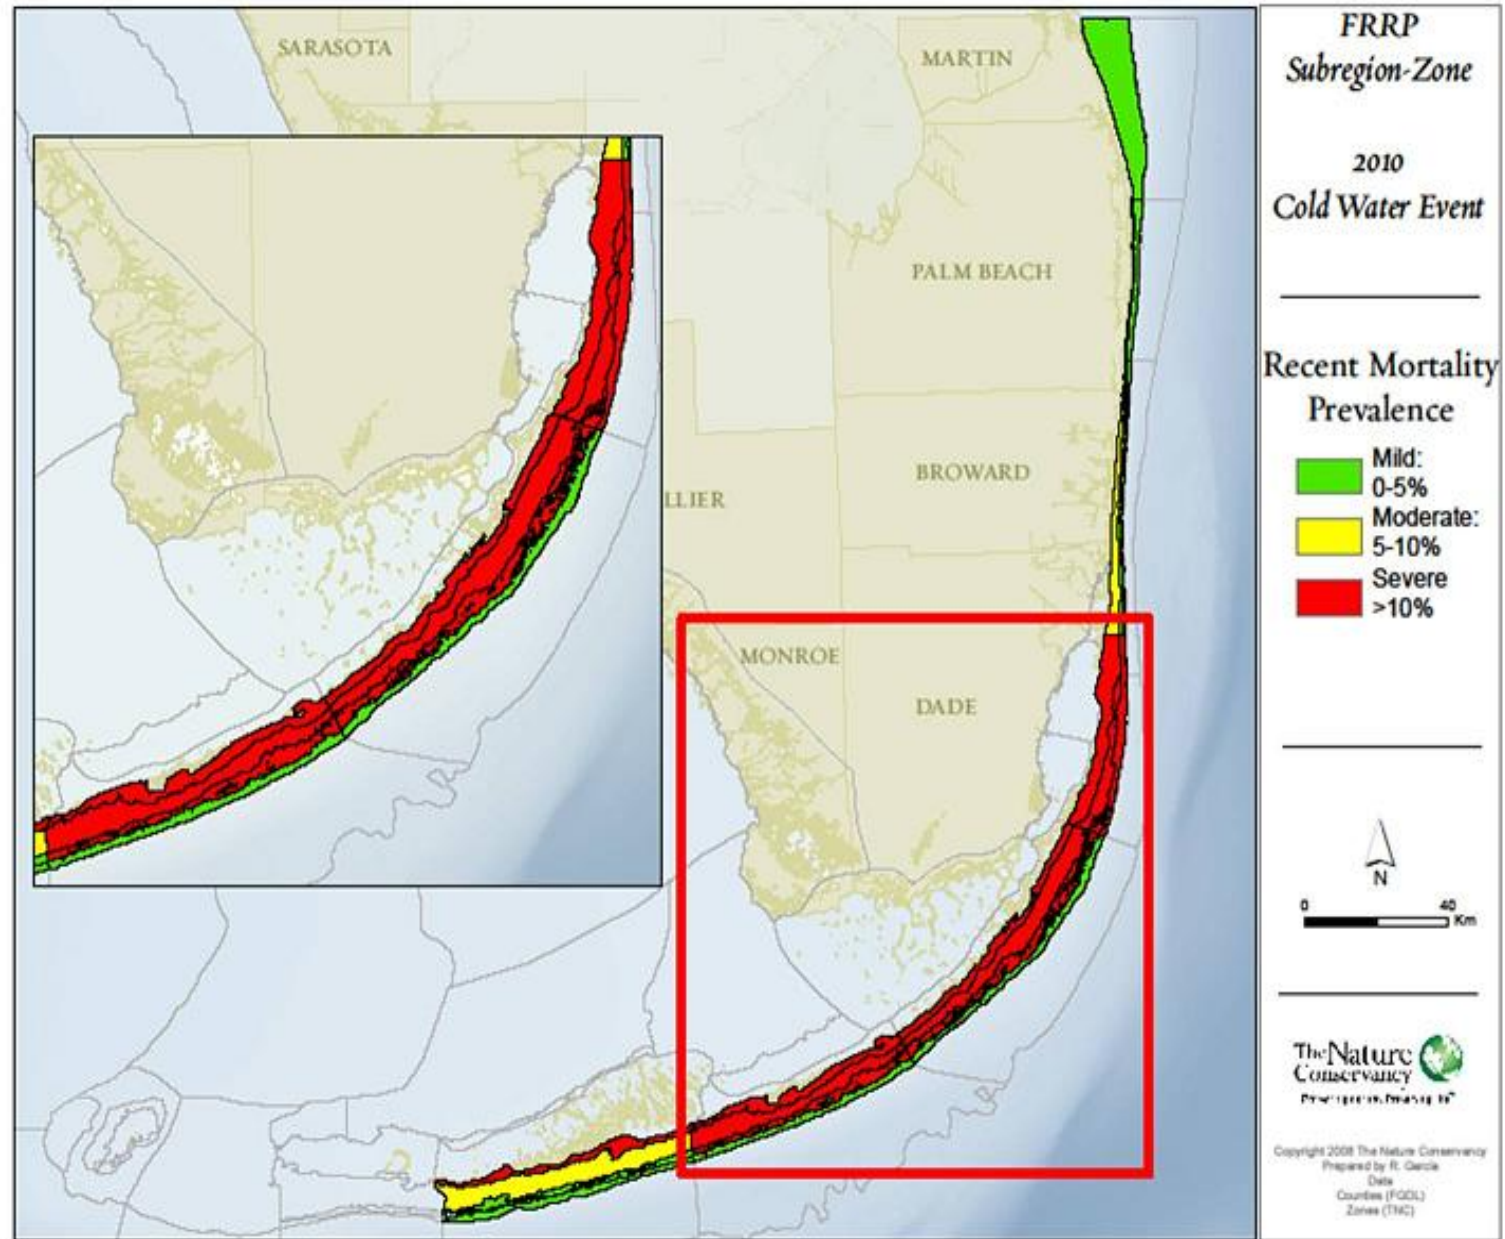 SARASOTA
MARTIN
PALM BEACH
BROWARD
LLIER
MONROE
DADE
FRRP
Subregion-Zone
2010
Cold Water Event
Recent Mortality
Prevalence
Mild:
0-5%
Moderate:
5-10%
Severe
>10%
N
0 40
Km
The Nature
Conservancy
Copyright 2008 The Nature Conservancy
Prepared by R. Garcia
Data
Counties (FGDL)
Zones (TNC)